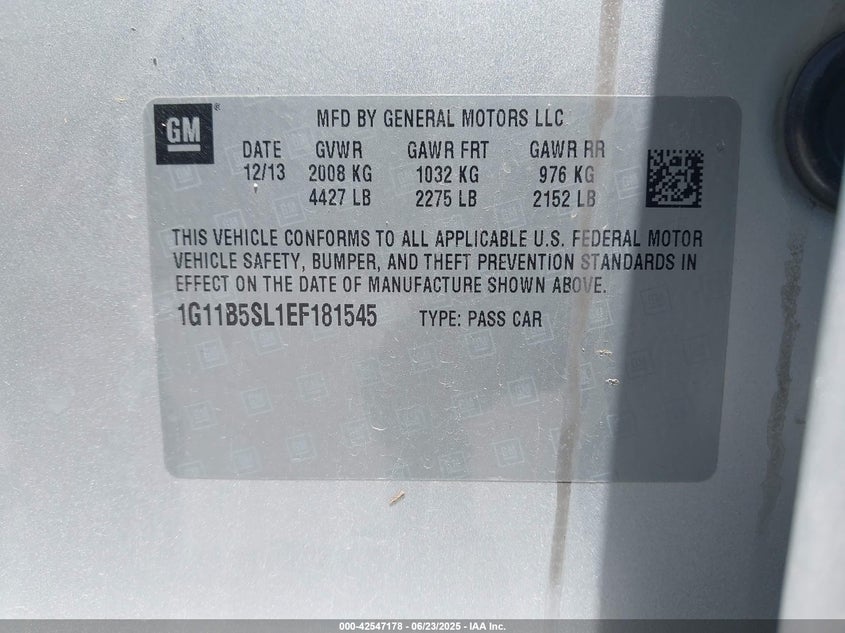 GM
MFD BY GENERAL MOTORS LLC
DATE GVWR GAWR FRT GAWR RR
12/13 2008 KG 1032 KG 976 KG
4427 LB 2275 LB 2152 LB
THIS VEHICLE CONFORMS TO ALL APPLICABLE U.S. FEDERAL MOTOR
VEHICLE SAFETY, BUMPER, AND THEFT PREVENTION STANDARDS IN
EFFECT ON THE DATE OF MANUFACTURE SHOWN ABOVE.
1G11B5SL1EF181545 TYPE: PASS CAR
000-42547178 - 06/23/2025 - IAA Inc.